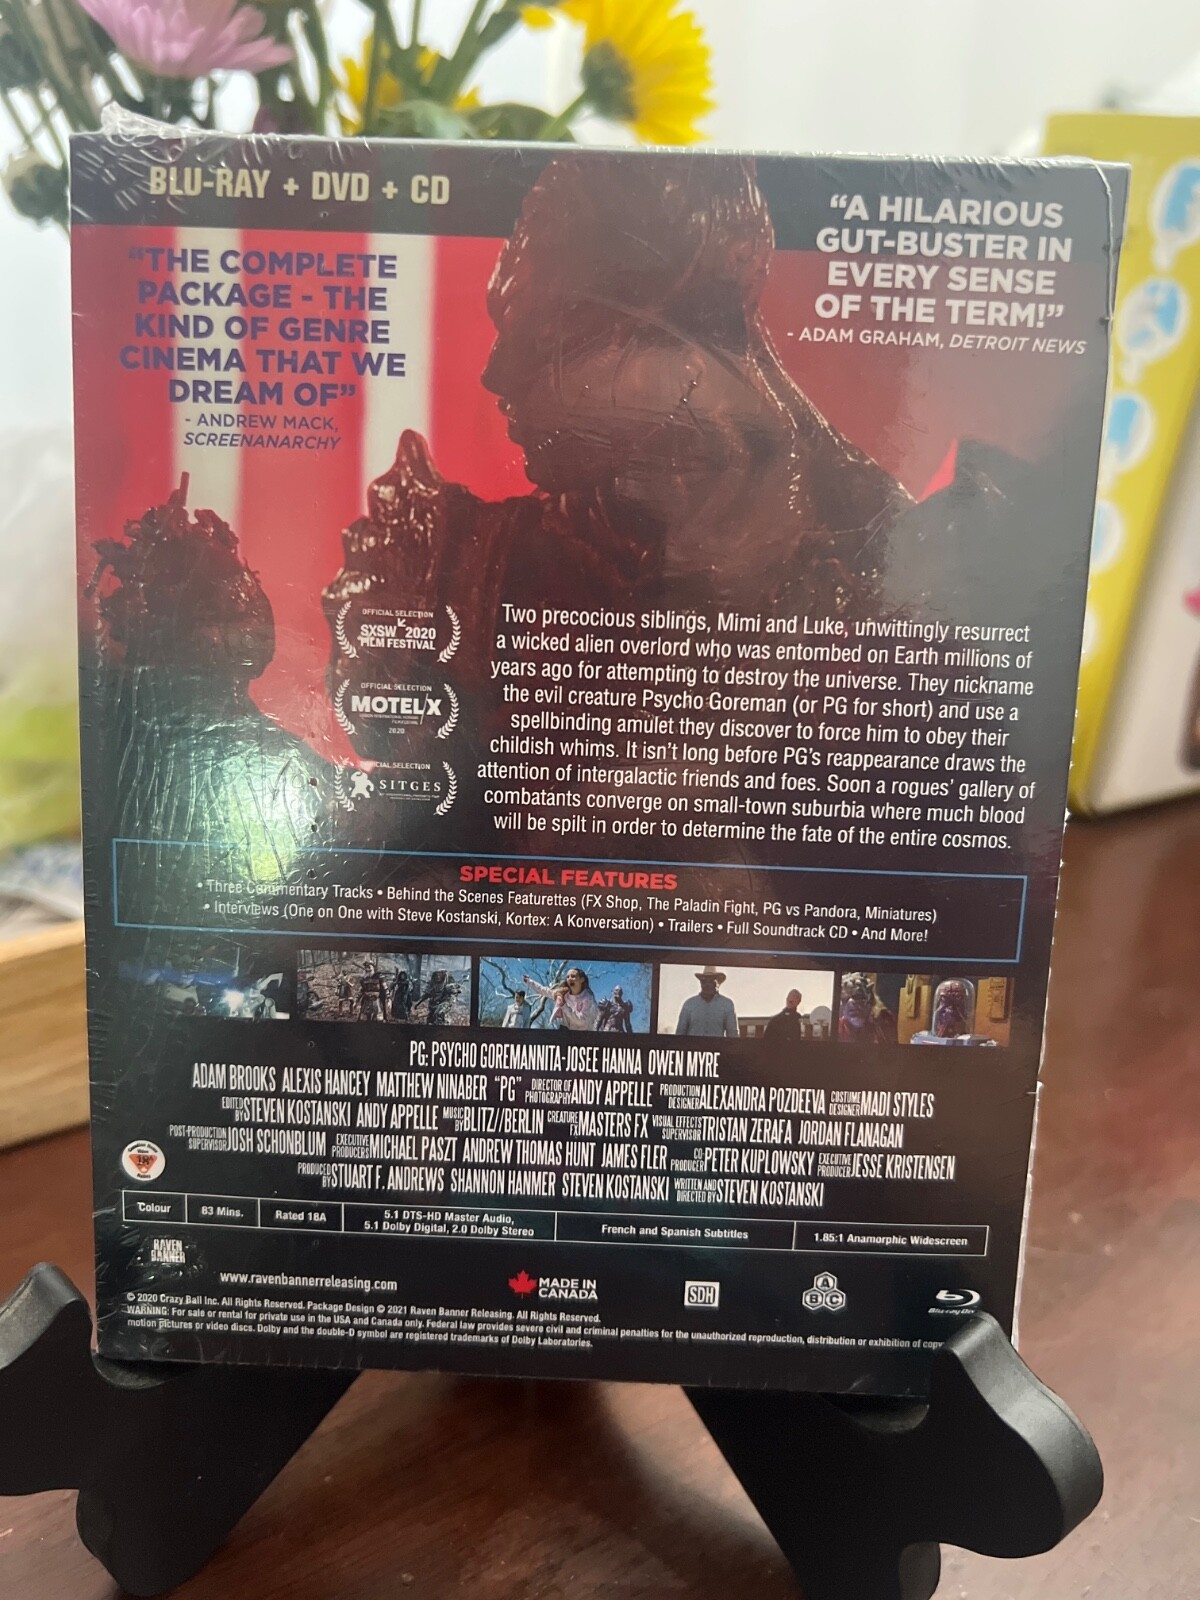 BLU-RAY + DVD + CD
"THE COMPLETE
PACKAGE - THE
KIND OF GENRE
CINEMA THAT WE
DREAM OF"
- ANDREW MACK,
SCREENANARCHY
"A HILARIOUS
GUT-BUSTER IN
EVERY SENSE
OF THE TERM!"
- ADAM GRAHAM, DETROIT NEWS
OFFICIAL SELECTION
SXSW 2020
FILM FESTIVAL
OFFICIAL SELECTION
MOTELX
2020
OFFICIAL SELECTION
SITGES
Two precocious siblings, Mimi and Luke, unwittingly resurrect
a wicked alien overlord who was entombed on Earth millions of
years ago for attempting to destroy the universe. They nickname
the evil creature Psycho Goreman (or PG for short) and use a
spellbinding amulet they discover to force him to obey their
childish whims. It isn't long before PG's reappearance draws the
attention of intergalactic friends and foes. Soon a rogues' gallery of
combatants converge on small-town suburbia where much blood
will be spilt in order to determine the fate of the entire cosmos.
SPECIAL FEATURES
• Three Commentary Tracks • Behind the Scenes Featurettes (FX Shop, The Paladin Fight, PG vs Pandora, Miniatures)
• Interviews (One on One with Steve Kostanski, Kortex: A Konversation) • Trailers • Full Soundtrack CD • And More!
PG: PSYCHO GOREMAN NITA-JOSEE HANNA OWEN MYRE
ADAM BROOKS ALEXIS HANCEY MATTHEW NINABER "PG" DIRECTOR OF PHOTOGRAPHY ANDY APPELLE PRODUCTION DESIGNER ALEXANDRA POZDEEVA COSTUME DESIGNER MADI STYLES
EDITED BY STEVEN KOSTANSKI ANDY APPELLE MUSIC BY BLITZ//BERLIN CREATURE FX MASTERS FX VISUAL EFFECTS SUPERVISOR TRISTAN ZERAFA JORDAN FLANAGAN
POST-PRODUCTION SUPERVISOR JOSH SCHONBLUM EXECUTIVE PRODUCERS MICHAEL PASZT ANDREW THOMAS HUNT JAMES FLER CO-PRODUCER PETER KUPLOWSKY EXECUTIVE PRODUCER JESSE KRISTENSEN
PRODUCED BY STUART F. ANDREWS SHANNON HANMER STEVEN KOSTANSKI WRITTEN AND DIRECTED BY STEVEN KOSTANSKI
18A
Colour
83 Mins.
Rated 18A
5.1 DTS-HD Master Audio,
5.1 Dolby Digital, 2.0 Dolby Stereo
French and Spanish Subtitles
1.85:1 Anamorphic Widescreen
RAVEN
BANNER
www.ravenbannerreleasing.com
MADE IN
CANADA
SDH
A
B C
Blu-ray Disc
© 2020 Crazy Ball Inc. All Rights Reserved. Package Design © 2021 Raven Banner Releasing. All Rights Reserved.
WARNING: For sale or rental for private use in the USA and Canada only. Federal law provides severe civil and criminal penalties for the unauthorized reproduction, distribution or exhibition of copy
motion pictures or video discs. Dolby and the double-D symbol are registered trademarks of Dolby Laboratories.